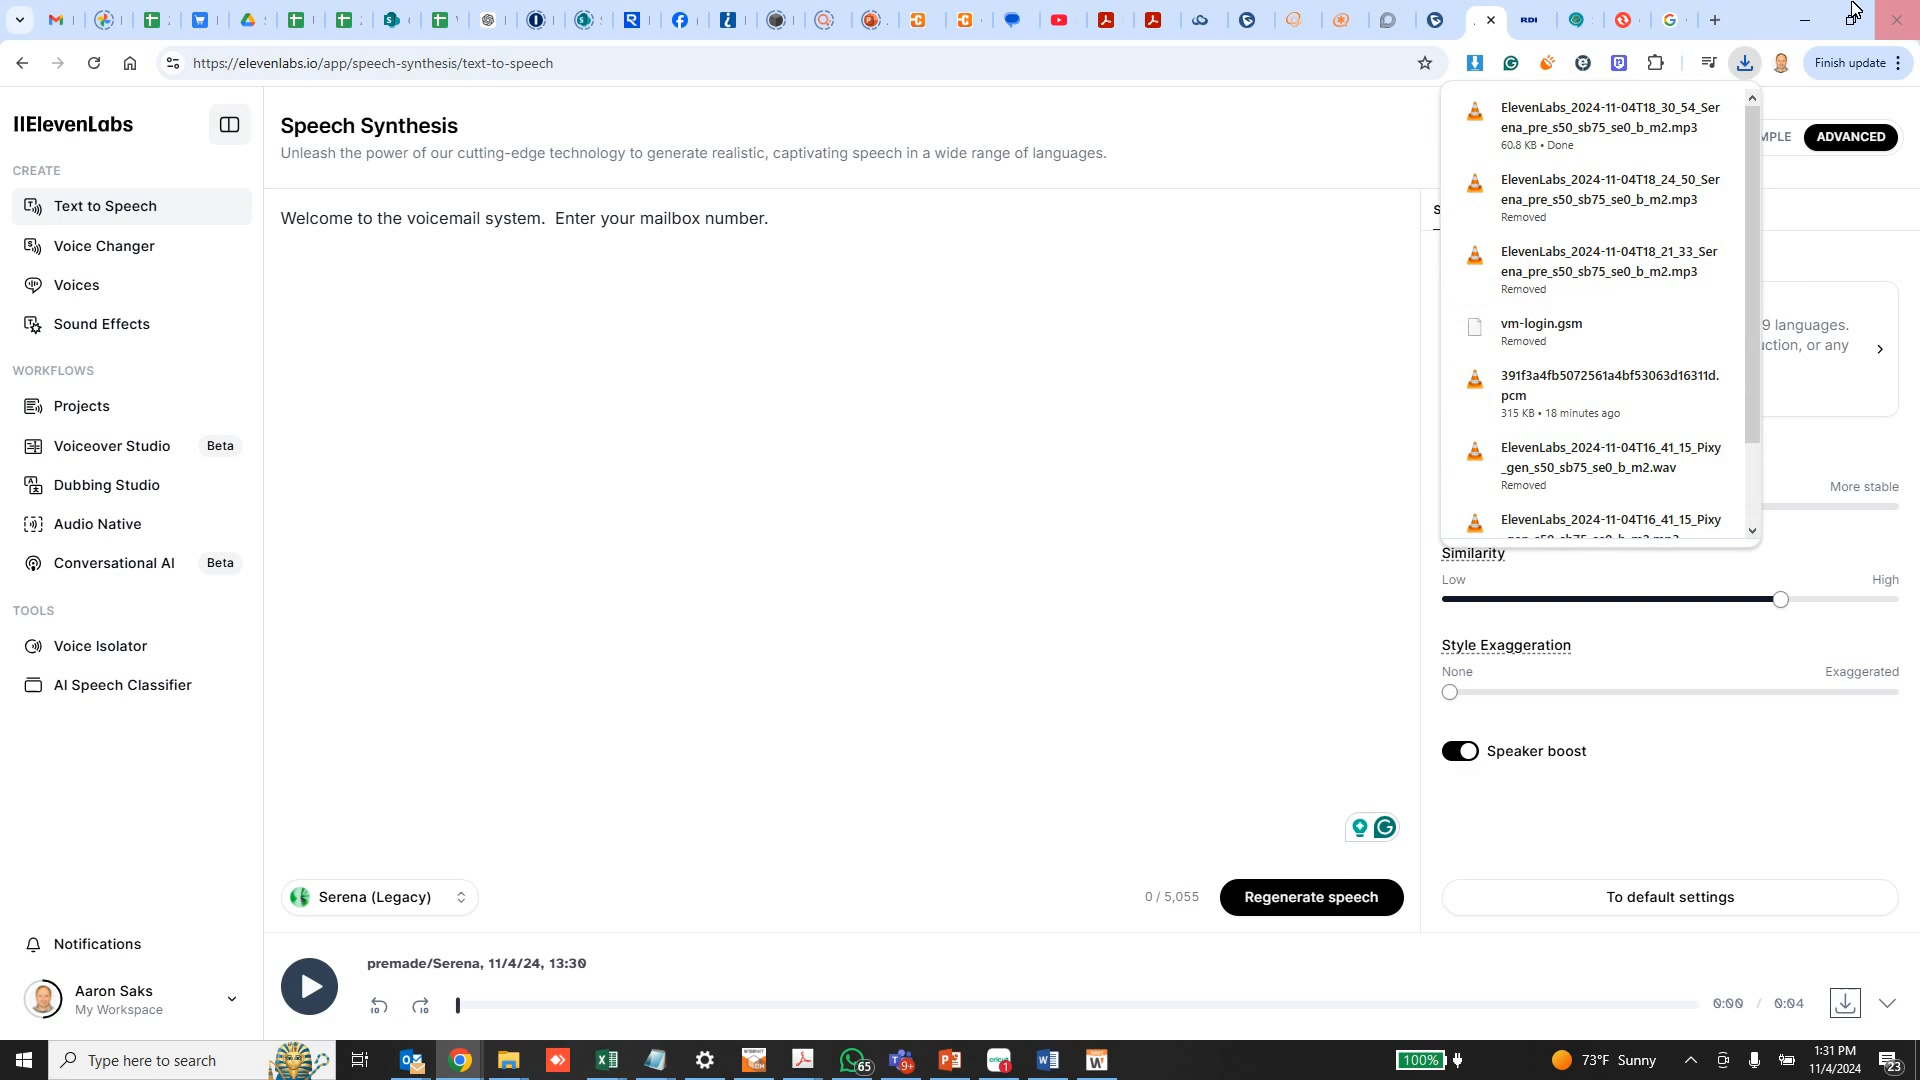 RDI
https://elevenlabs.io/app/speech-synthesis/text-to-speech
Finish update
IIElevenLabs
CREATE
Text to Speech
Voice Changer
Voices
Sound Effects
WORKFLOWS
Projects
Voiceover Studio Beta
Dubbing Studio
Audio Native
Conversational AI Beta
TOOLS
Voice Isolator
AI Speech Classifier
Notifications
Aaron Saks
My Workspace
Speech Synthesis
Unleash the power of our cutting-edge technology to generate realistic, captivating speech in a wide range of languages.
ADVANCED
Welcome to the voicemail system.  Enter your mailbox number.
ElevenLabs_2024-11-04T18_30_54_Ser
ena_pre_s50_sb75_se0_b_m2.mp3
60.8 KB • Done
ElevenLabs_2024-11-04T18_24_50_Ser
ena_pre_s50_sb75_se0_b_m2.mp3
Removed
ElevenLabs_2024-11-04T18_21_33_Ser
ena_pre_s50_sb75_se0_b_m2.mp3
Removed
vm-login.gsm
Removed
391f3a4fb5072561a4bf53063d16311d.
pcm
315 KB • 18 minutes ago
ElevenLabs_2024-11-04T16_41_15_Pixy
_gen_s50_sb75_se0_b_m2.wav
Removed
ElevenLabs_2024-11-04T16_41_15_Pixy
9 languages.
or any
More stable
Similarity
Low High
Style Exaggeration
None Exaggerated
Speaker boost
Serena (Legacy)
0 / 5,055
Regenerate speech
To default settings
premade/Serena, 11/4/24, 13:30
10 10
0:00 / 0:04
Type here to search
65
9+
1
100%
73°F Sunny
1:31 PM
11/4/2024
23